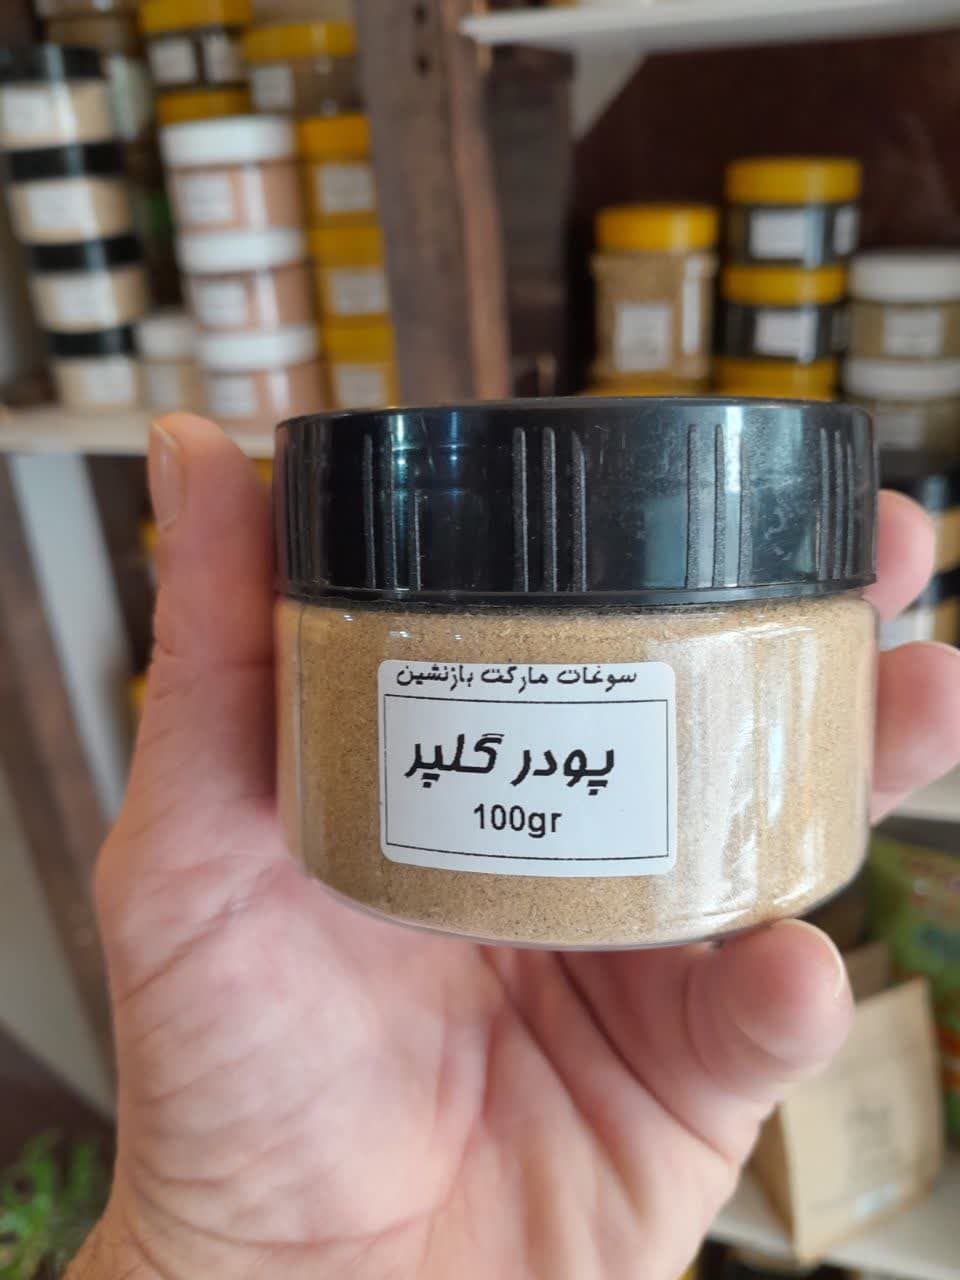 سوغات مارکت بازنشین
پودر گلپر
100gr